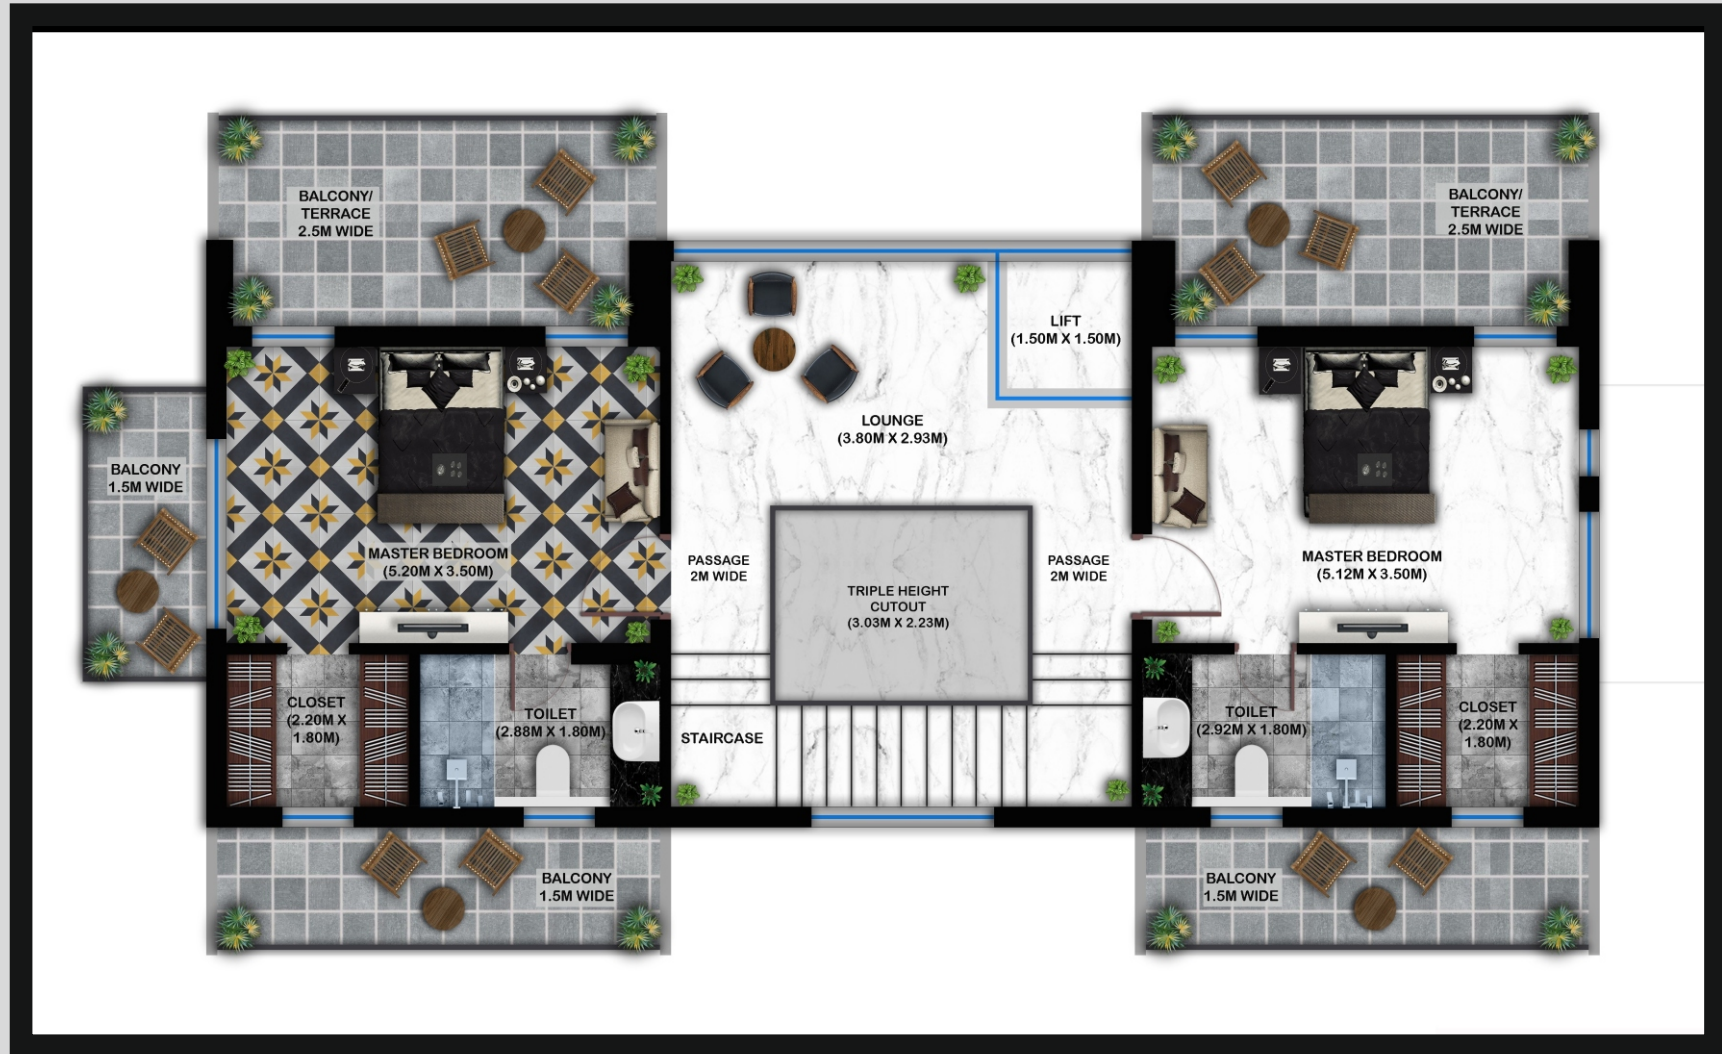 BALCONY/
TERRACE
2.5M WIDE
BALCONY/
TERRACE
2.5M WIDE
LIFT
(1.50M X 1.50M)
LOUNGE
(3.80M X 2.93M)
BALCONY
1.5M WIDE
MASTER BEDROOM
(5.20M X 3.50M)
PASSAGE
2M WIDE
TRIPLE HEIGHT
CUTOUT
(3.03M X 2.23M)
PASSAGE
2M WIDE
MASTER BEDROOM
(5.12M X 3.50M)
CLOSET
(2.20M X
1.80M)
TOILET
(2.88M X 1.80M)
STAIRCASE
TOILET
(2.92M X 1.80M)
CLOSET
(2.20M X
1.80M)
BALCONY
1.5M WIDE
BALCONY
1.5M WIDE